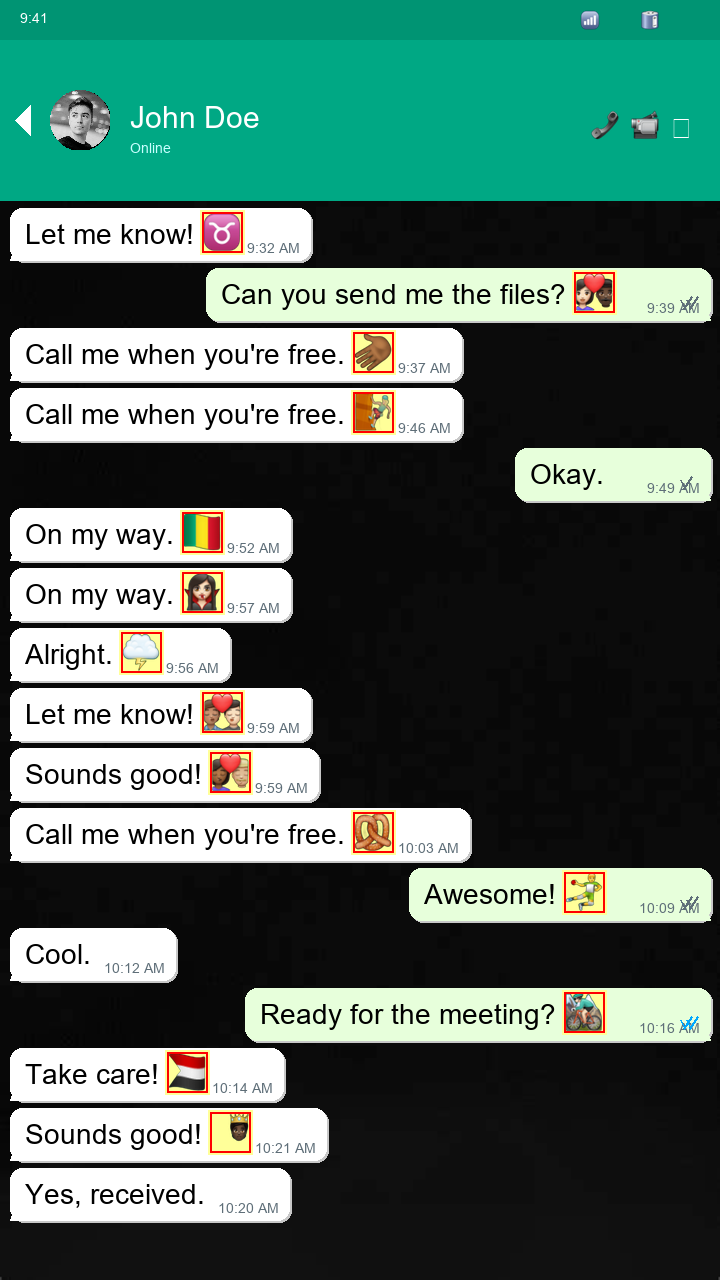 9:41
John Doe
Online
Let me know! ♉ 9:32 AM
Can you send me the files? 9:39 AM
Call me when you're free. 9:37 AM
Call me when you're free. 9:46 AM
Okay. 9:49 AM
On my way. 🇲🇱 9:52 AM
On my way. 9:57 AM
Alright. 🌩️ 9:56 AM
Let me know! 9:59 AM
Sounds good! 9:59 AM
Call me when you're free. 🥨 10:03 AM
Awesome! 10:09 AM
Cool. 10:12 AM
Ready for the meeting? 10:16 AM
Take care! 10:14 AM
Sounds good! 10:21 AM
Yes, received. 10:20 AM